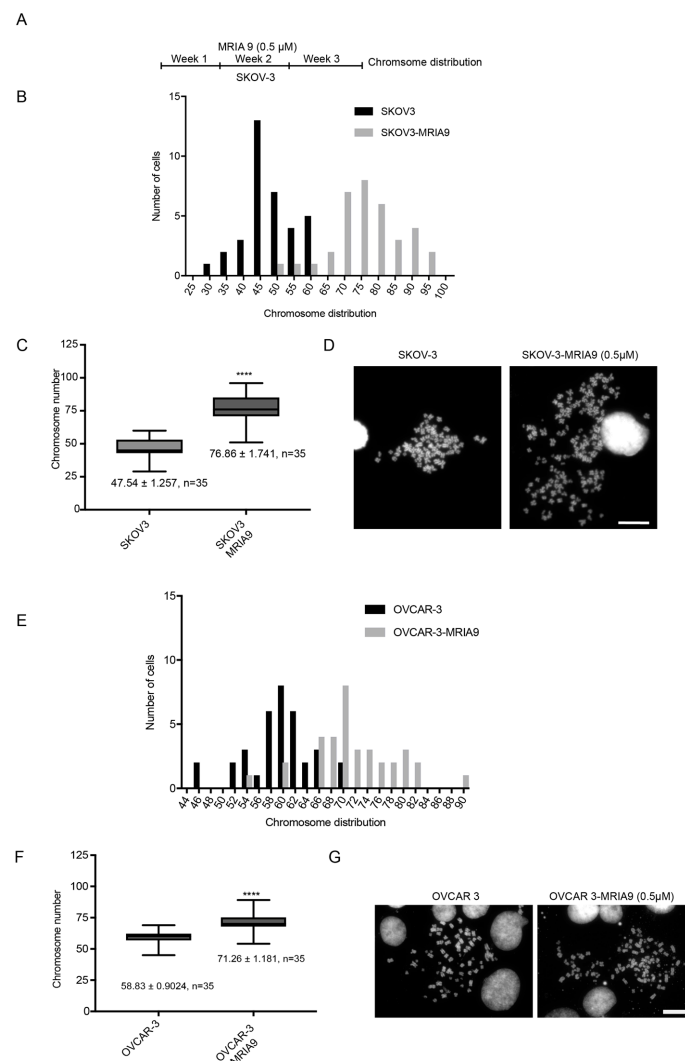 A
MRIA 9 (0.5 µM)
Week 1 Week 2 Week 3 Chromsome distribution
SKOV-3
B
15
10
5
0
Number of cells
SKOV3
SKOV3-MRIA9
25 30 35 40 45 50 55 60 65 70 75 80 85 90 95 100
Chromosome distribution
C
125
100
75
50
25
0
Chromosome number
****
76.86 ± 1.741, n=35
47.54 ± 1.257, n=35
SKOV3
SKOV3
MRIA9
D
SKOV-3
SKOV-3-MRIA9 (0.5µM)
E
15
10
5
0
Number of cells
OVCAR-3
OVCAR-3-MRIA9
44 46 48 50 52 54 56 58 60 62 64 66 68 70 72 74 76 78 80 82 84 86 88 90
Chromosome distribution
F
125
100
75
50
25
0
Chromosome number
****
71.26 ± 1.181, n=35
58.83 ± 0.9024, n=35
OVCAR-3
OVCAR-3
MRIA9
G
OVCAR 3
OVCAR 3-MRIA9 (0.5µM)